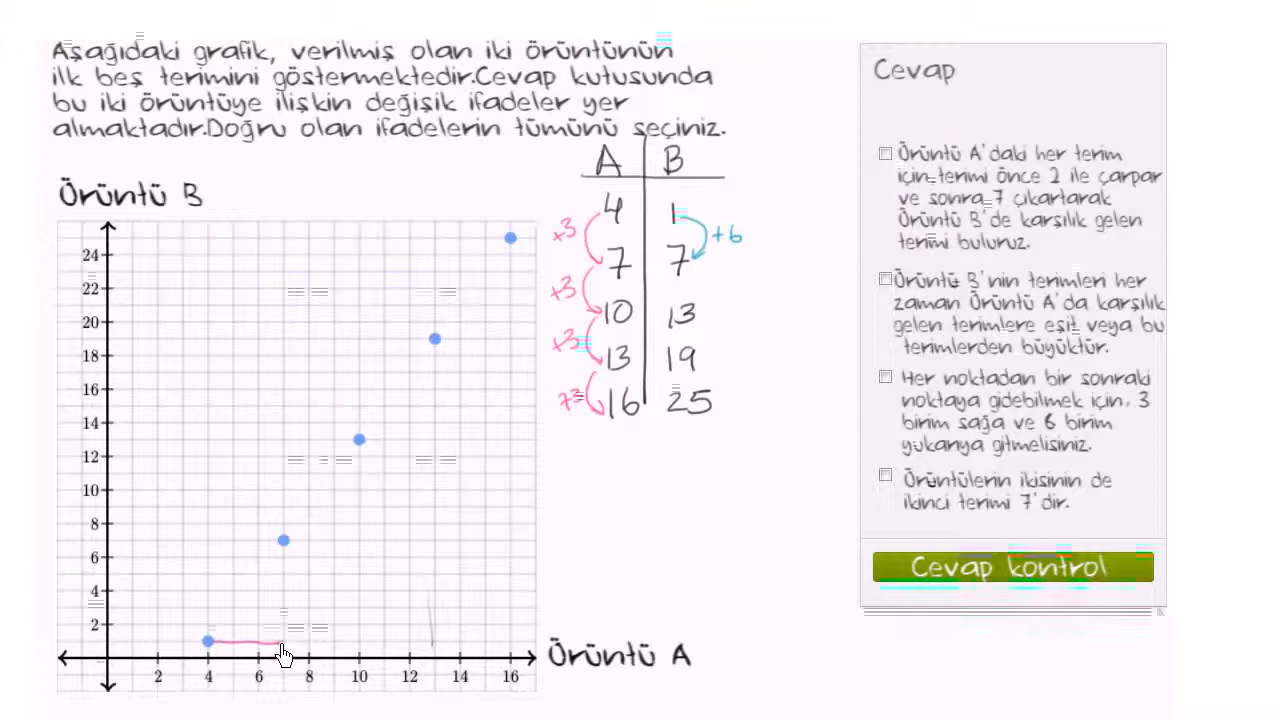 Aşağıdaki grafik, verilmiş olan iki örüntünün
ilk beş terimini göstermektedir.Cevap kutusunda
bu iki örüntüye ilişkin değişik ifadeler yer
almaktadır.Doğru olan ifadelerin tümünü seçiniz.
A B
4 1
7 7
10 13
13 19
16 25
+3
+3
+3
+3
+6
Örüntü B
24
22
20
18
16
14
12
10
8
6
4
2
2 4 6 8 10 12 14 16
Örüntü A
Cevap
Örüntü A'daki her terim
için terimi önce 2 ile çarpar
ve sonra 7 çıkartarak
Örüntü B'de karşılık gelen
terimi buluruz.
Örüntü B'nin terimleri her
zaman Örüntü A'da karşılık
gelen terimlere eşit veya bu
terimlerden büyüktür.
Her noktadan bir sonraki
noktaya gidebilmek için, 3
birim sağa ve 6 birim
yukarıya gitmelisiniz.
Örüntülerin ikisinin de
ikinci terimi 7'dir.
Cevap kontrol